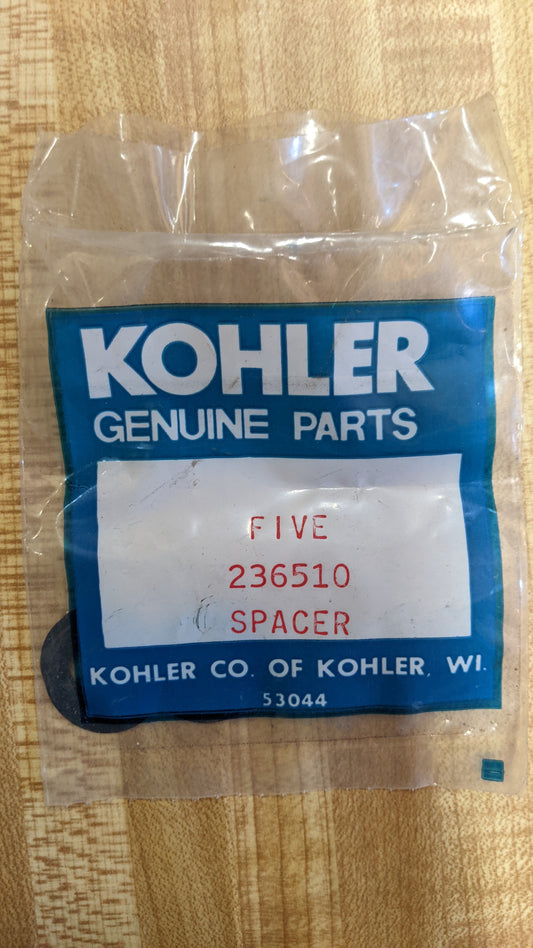 KOHLER
GENUINE PARTS
FIVE
236510
SPACER
KOHLER CO. OF KOHLER, WI.
53044